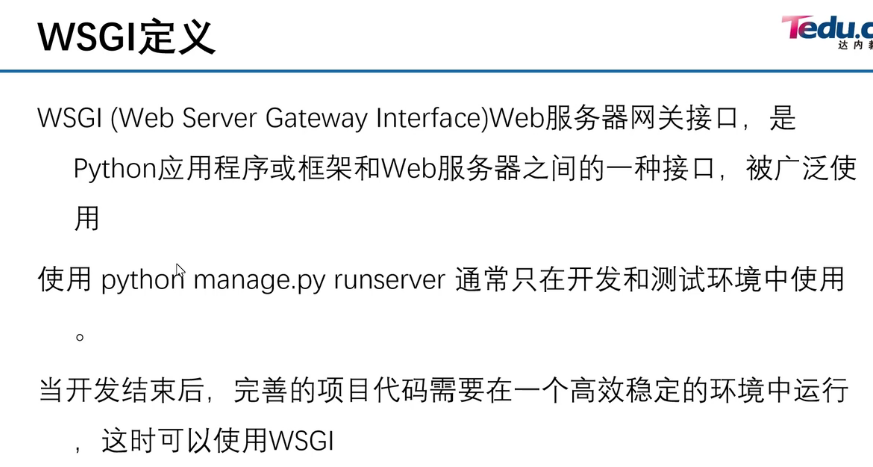 WSGI定义
Tedu.c
达内教
WSGI (Web Server Gateway Interface)Web服务器网关接口，是
Python应用程序或框架和Web服务器之间的一种接口，被广泛使
用
使用 python manage.py runserver 通常只在开发和测试环境中使用
。
当开发结束后，完善的项目代码需要在一个高效稳定的环境中运行
，这时可以使用WSGI